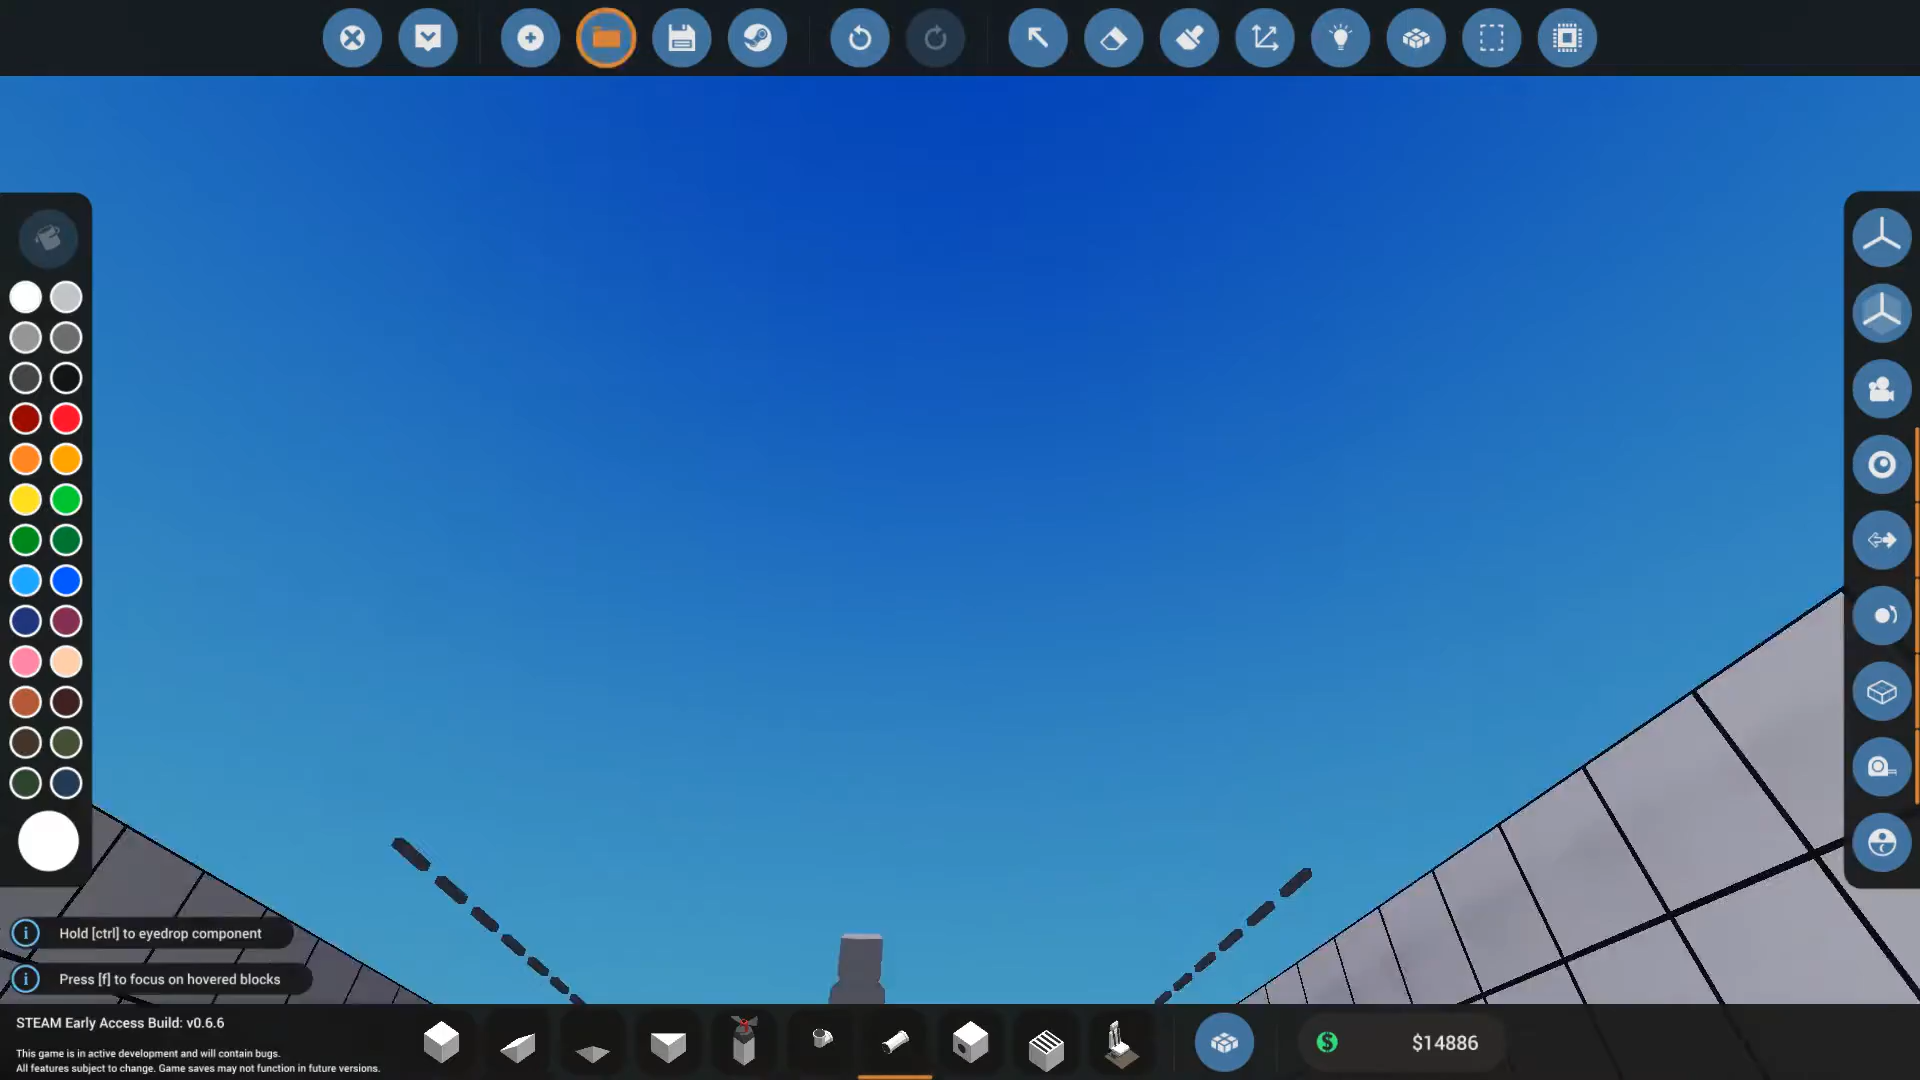 Hold [ctrl] to eyedrop component
Press [f] to focus on hovered blocks
STEAM Early Access Build: v0.6.6
This game is in active development and will contain bugs.
All features subject to change. Game saves may not function in future versions.
$14886